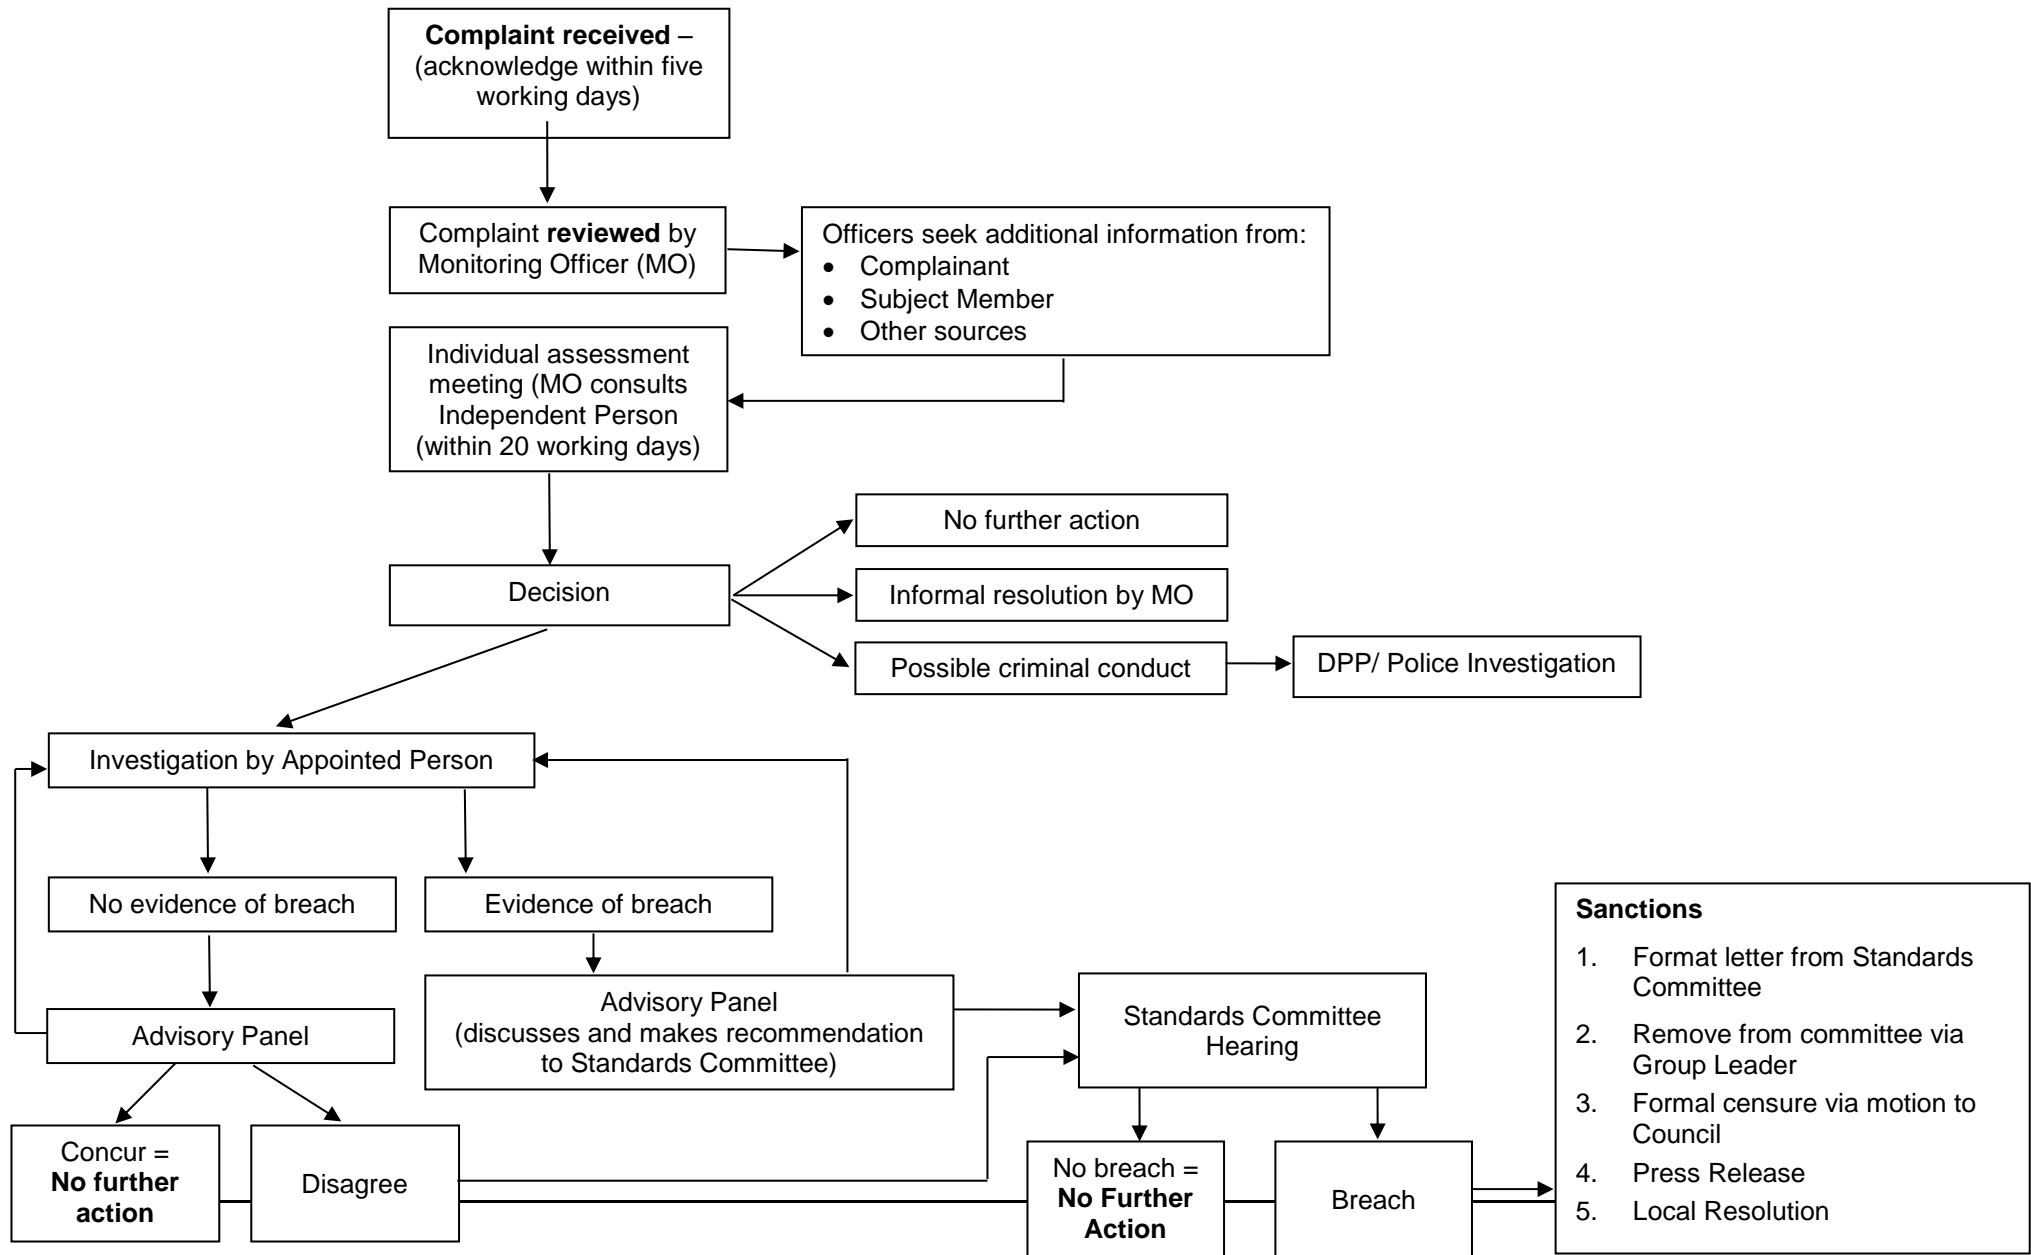 Complaint received –
(acknowledge within five
working days)
Complaint reviewed by
Monitoring Officer (MO)
Officers seek additional information from:
• Complainant
• Subject Member
• Other sources
Individual assessment
meeting (MO consults
Independent Person
(within 20 working days)
No further action
Decision
Informal resolution by MO
Possible criminal conduct
DPP/ Police Investigation
Investigation by Appointed Person
No evidence of breach
Evidence of breach
Advisory Panel
Advisory Panel
(discusses and makes recommendation
to Standards Committee)
Standards Committee
Hearing
Concur =
No further
action
Disagree
No breach =
No Further
Action
Breach
Sanctions
1. Format letter from Standards
Committee
2. Remove from committee via
Group Leader
3. Formal censure via motion to
Council
4. Press Release
5. Local Resolution